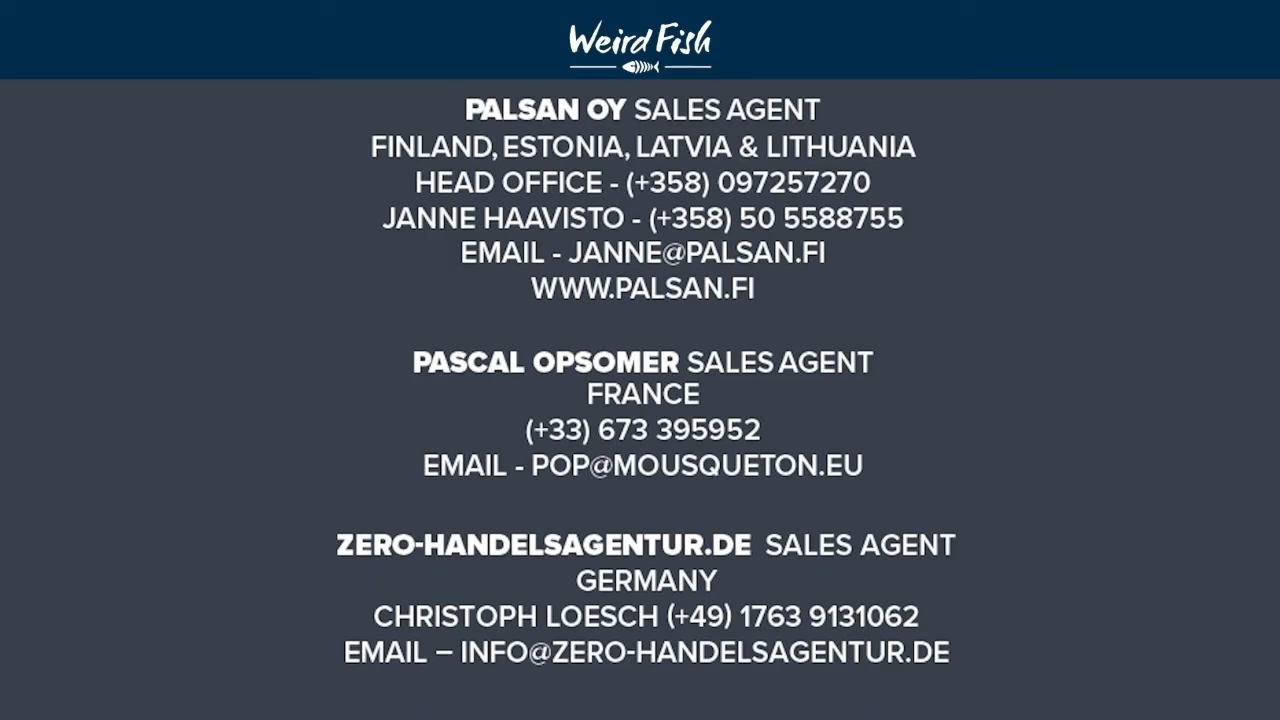 Weird Fish
PALSAN OY SALES AGENT
FINLAND, ESTONIA, LATVIA & LITHUANIA
HEAD OFFICE - (+358) 097257270
JANNE HAAVISTO - (+358) 50 5588755
EMAIL - JANNE@PALSAN.FI
WWW.PALSAN.FI
PASCAL OPSOMER SALES AGENT
FRANCE
(+33) 673 395952
EMAIL - POP@MOUSQUETON.EU
ZERO-HANDELSAGENTUR.DE SALES AGENT
GERMANY
CHRISTOPH LOESCH (+49) 1763 9131062
EMAIL – INFO@ZERO-HANDELSAGENTUR.DE